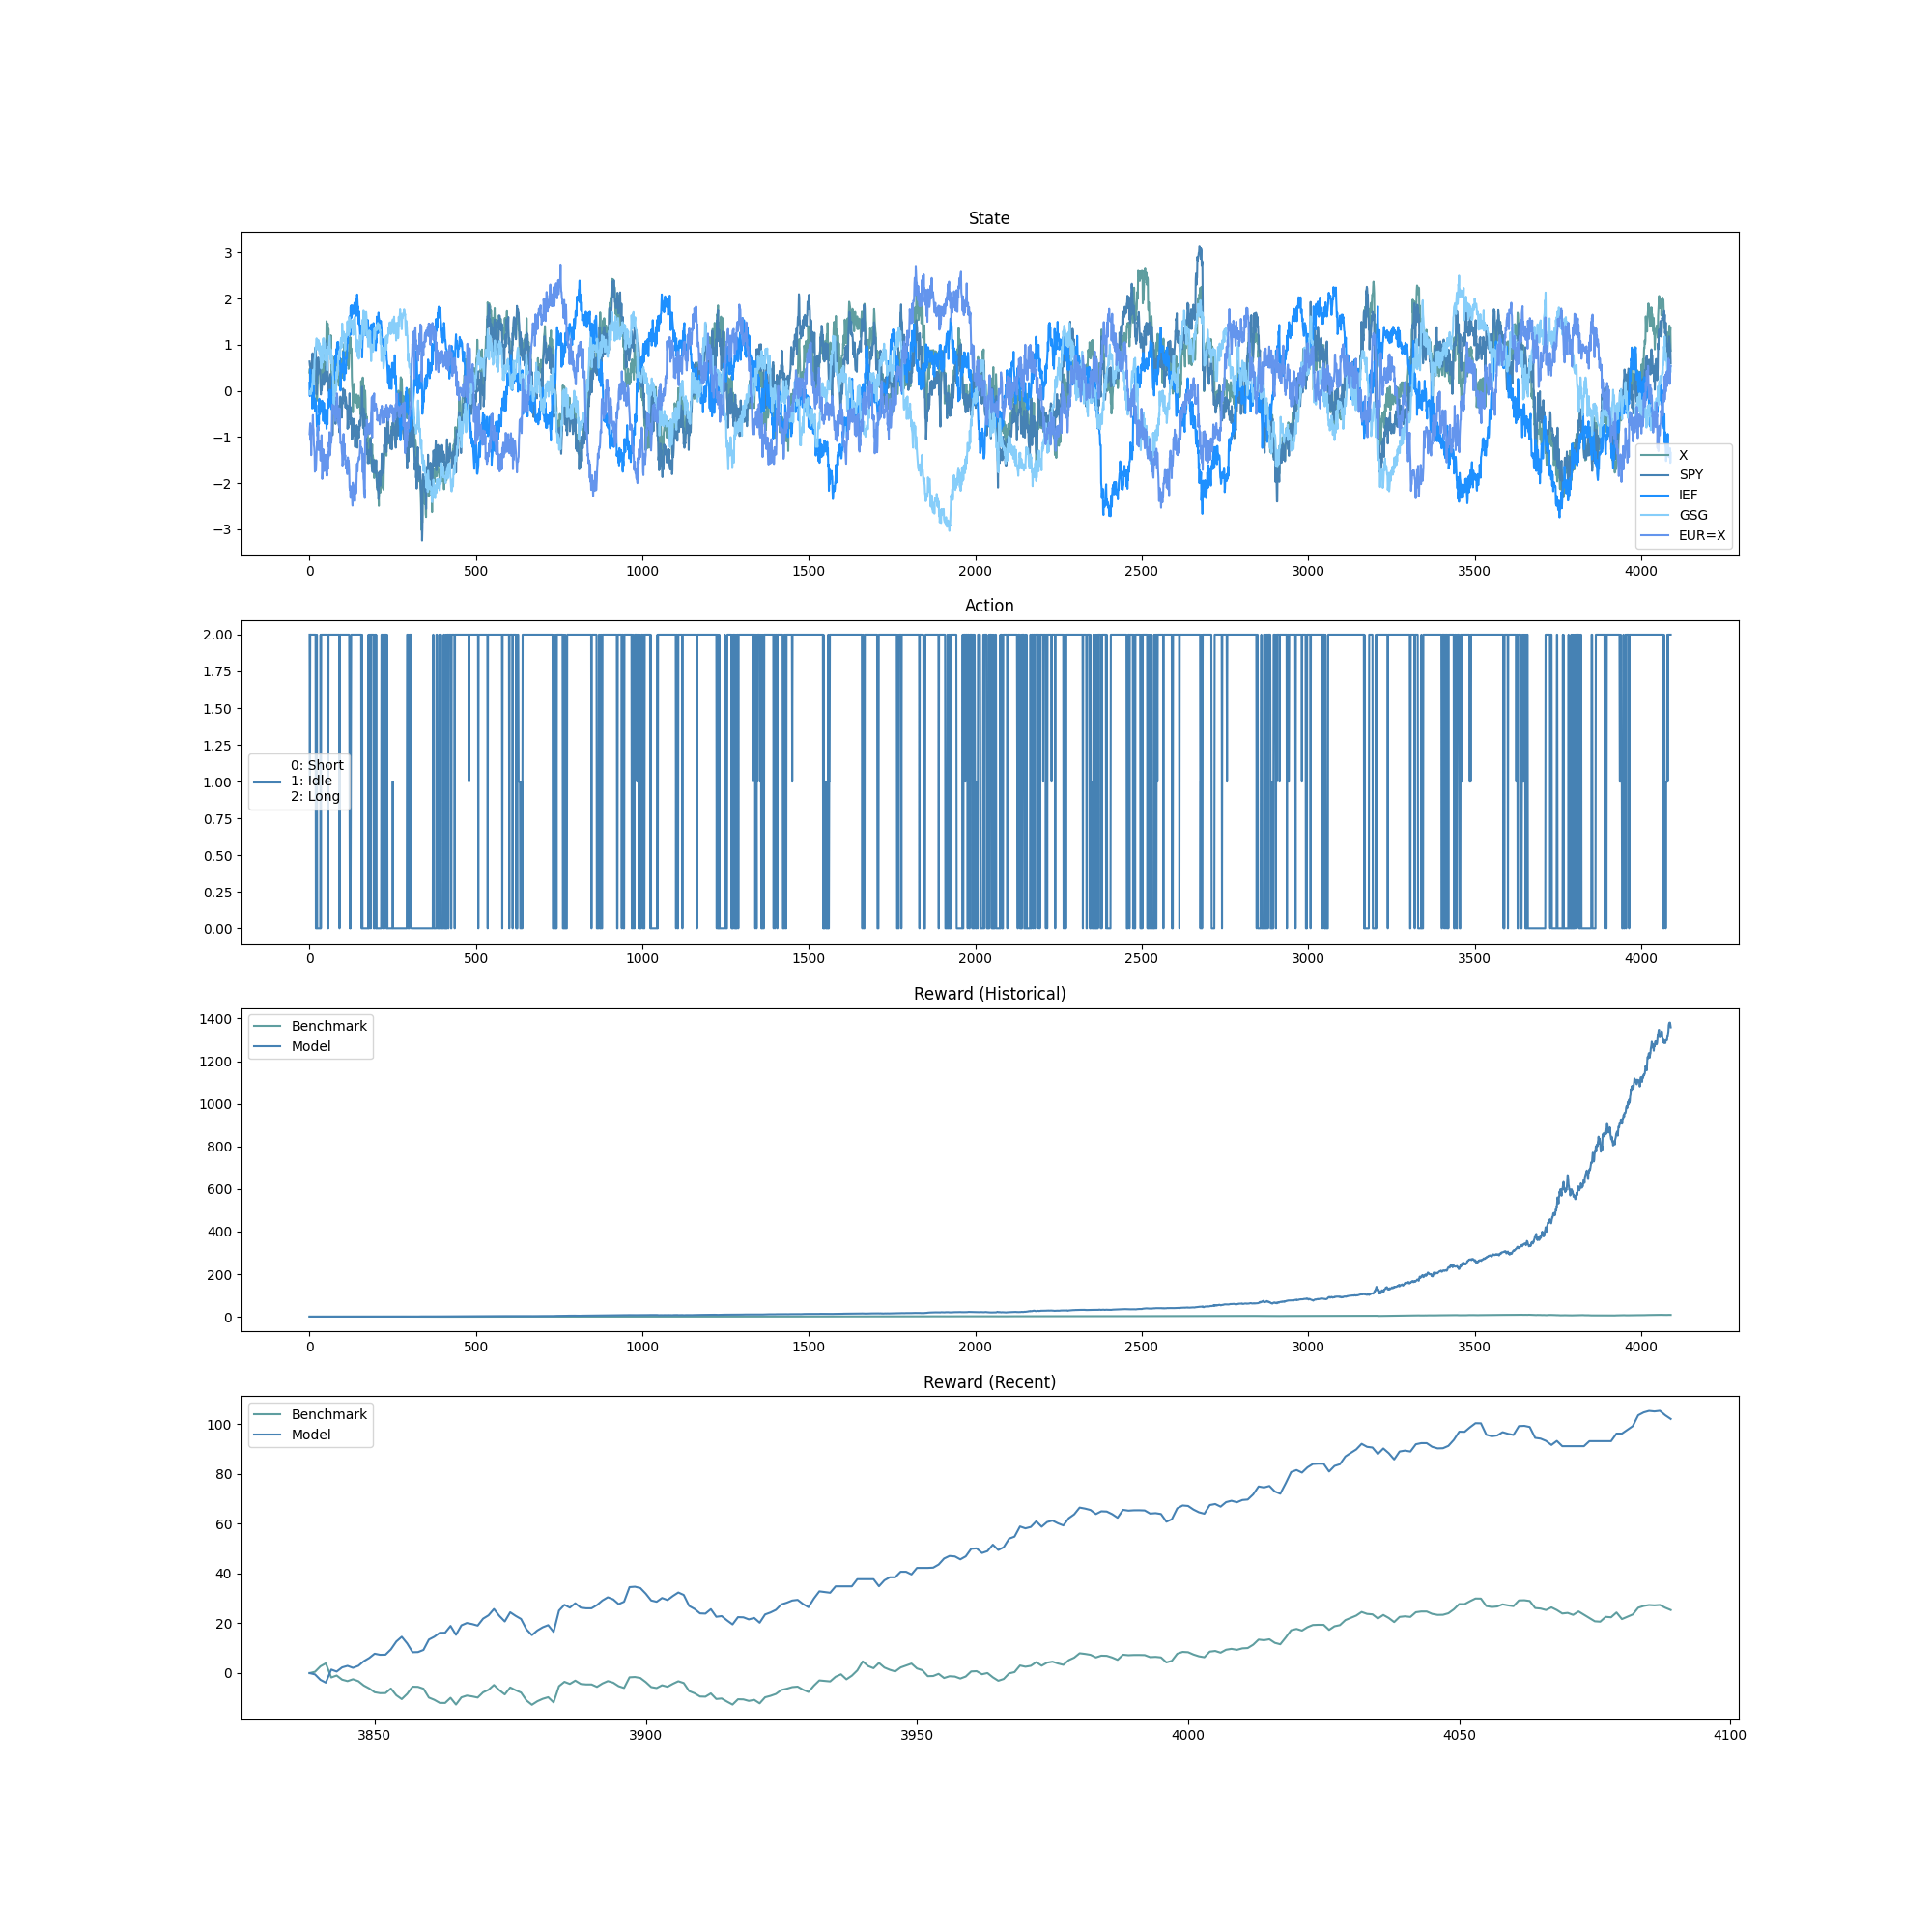 State
3
2
1
0
−1
−2
−3
X
SPY
IEF
GSG
EUR=X
0 500 1000 1500 2000 2500 3000 3500 4000
Action
2.00
1.75
1.50
1.25
1.00
0.75
0.50
0.25
0.00
0: Short
1: Idle
2: Long
0 500 1000 1500 2000 2500 3000 3500 4000
Reward (Historical)
1400
1200
1000
800
600
400
200
0
Benchmark
Model
0 500 1000 1500 2000 2500 3000 3500 4000
Reward (Recent)
100
80
60
40
20
0
Benchmark
Model
3850 3900 3950 4000 4050 4100